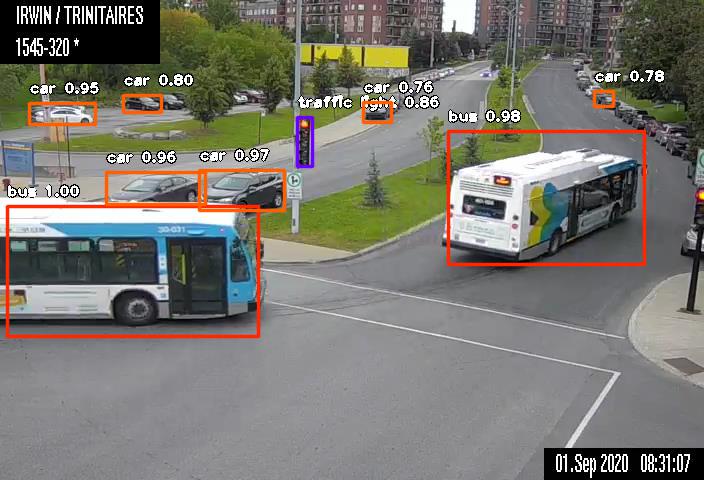 IRWIN / TRINITAIRES
1545-320 *
car 0.95
car 0.80
car 0.76
traffic light 0.86
car 0.78
bus 0.98
car 0.96
car 0.97
bus 1.00
30-031
01.Sep 2020 08:31:07